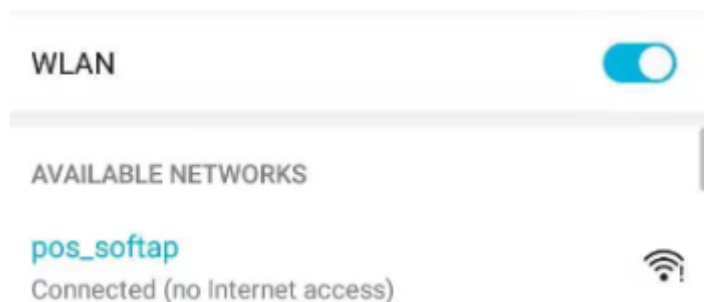 WLAN
AVAILABLE NETWORKS
pos_softap
Connected (no Internet access)